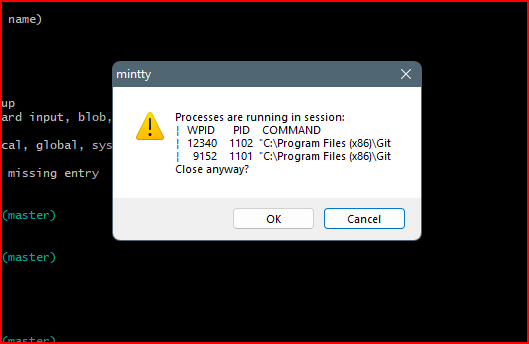 name)
mintty
up
ard input, blob,
Processes are running in session:
| WPID PID COMMAND
| 12340 1102 "C:\Program Files (x86)\Git
| 9152 1101 "C:\Program Files (x86)\Git
Close anyway?
cal, global, sys
missing entry
(master)
OK Cancel
(master)
(master)